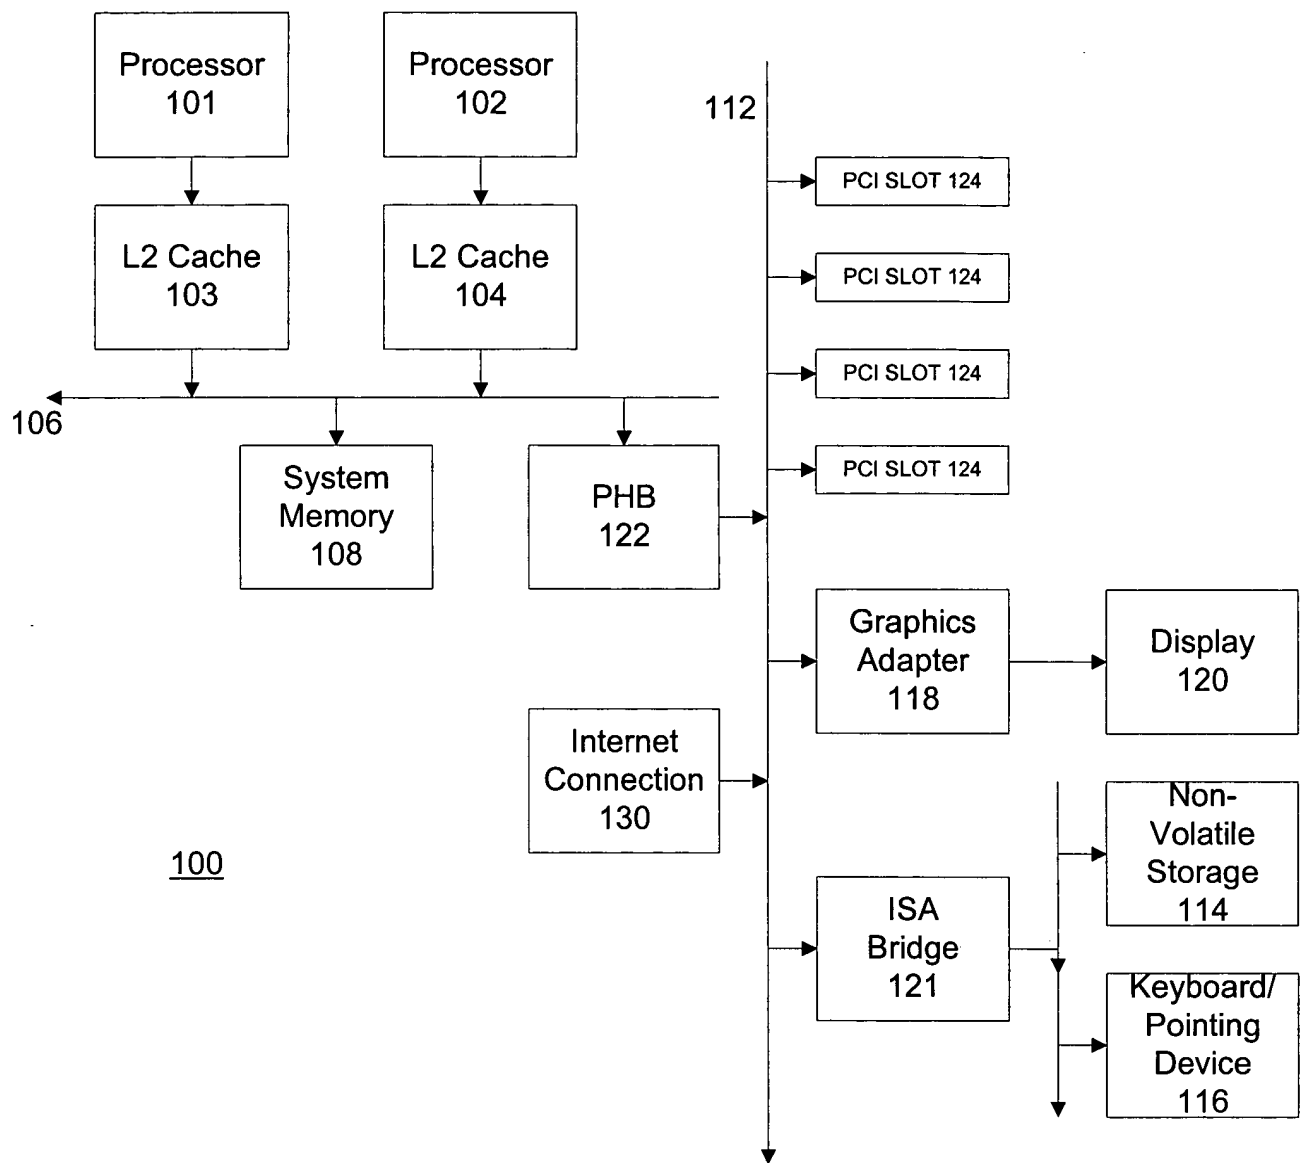 Processor
101
Processor
102
112
PCI SLOT 124
L2 Cache
103
L2 Cache
104
PCI SLOT 124
PCI SLOT 124
106
PCI SLOT 124
System
Memory
108
PHB
122
Graphics
Adapter
118
Display
120
Internet
Connection
130
Non-
Volatile
Storage
114
100
ISA
Bridge
121
Keyboard/
Pointing
Device
116